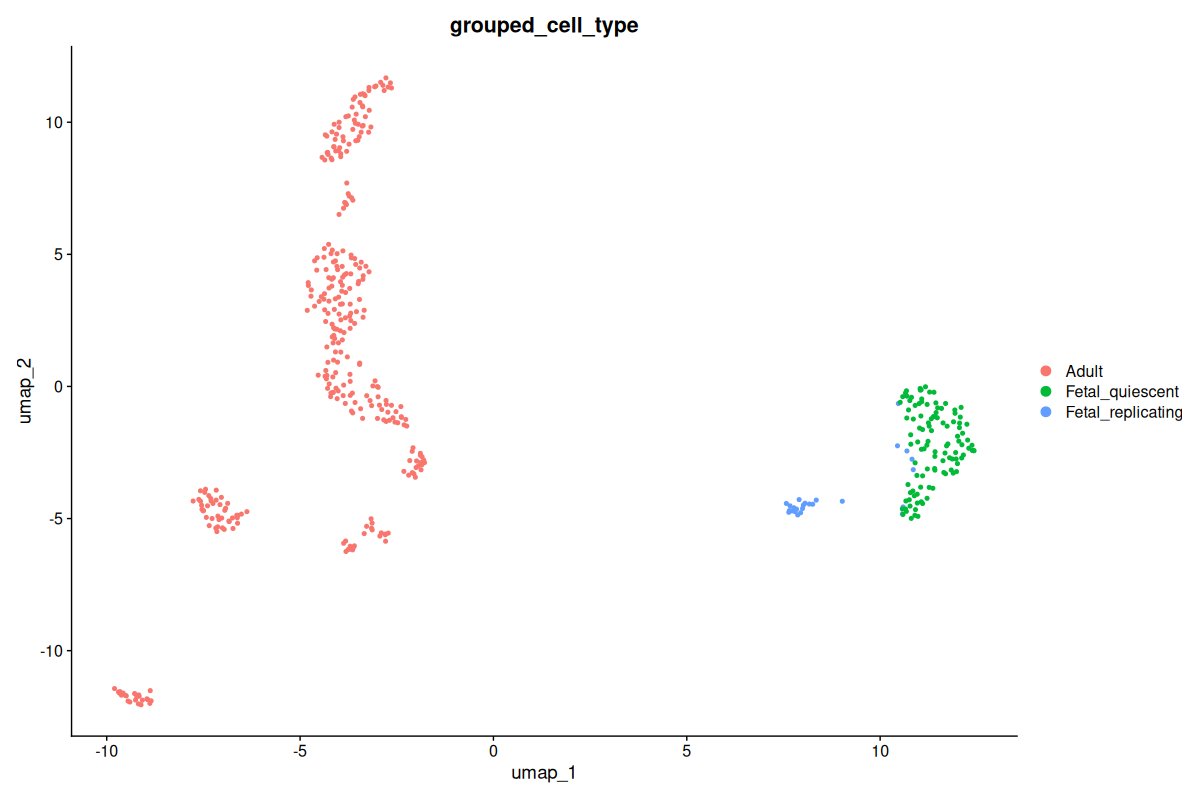 grouped_cell_type
10
5
0
-5
-10
umap_2
-10
-5
0
5
10
umap_1
Adult
Fetal_quiescent
Fetal_replicating